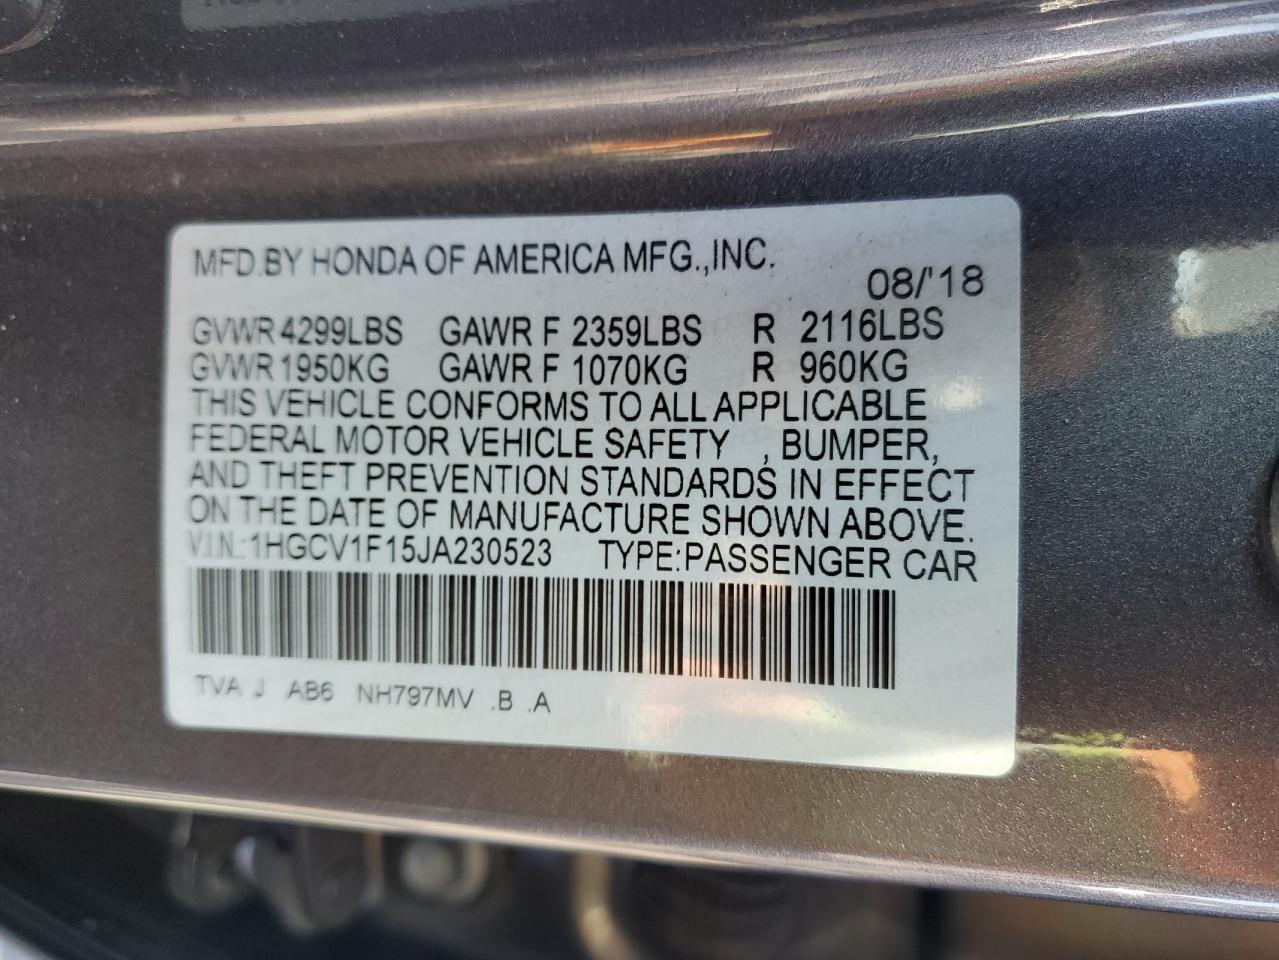 MFD.BY HONDA OF AMERICA MFG.,INC.
08/'18
GVWR 4299LBS GAWR F 2359LBS R 2116LBS
GVWR 1950KG GAWR F 1070KG R 960KG
THIS VEHICLE CONFORMS TO ALL APPLICABLE
FEDERAL MOTOR VEHICLE SAFETY , BUMPER,
AND THEFT PREVENTION STANDARDS IN EFFECT
ON THE DATE OF MANUFACTURE SHOWN ABOVE.
V.I.N.:1HGCV1F15JA230523 TYPE:PASSENGER CAR
TVA J AB6 NH797MV .B .A